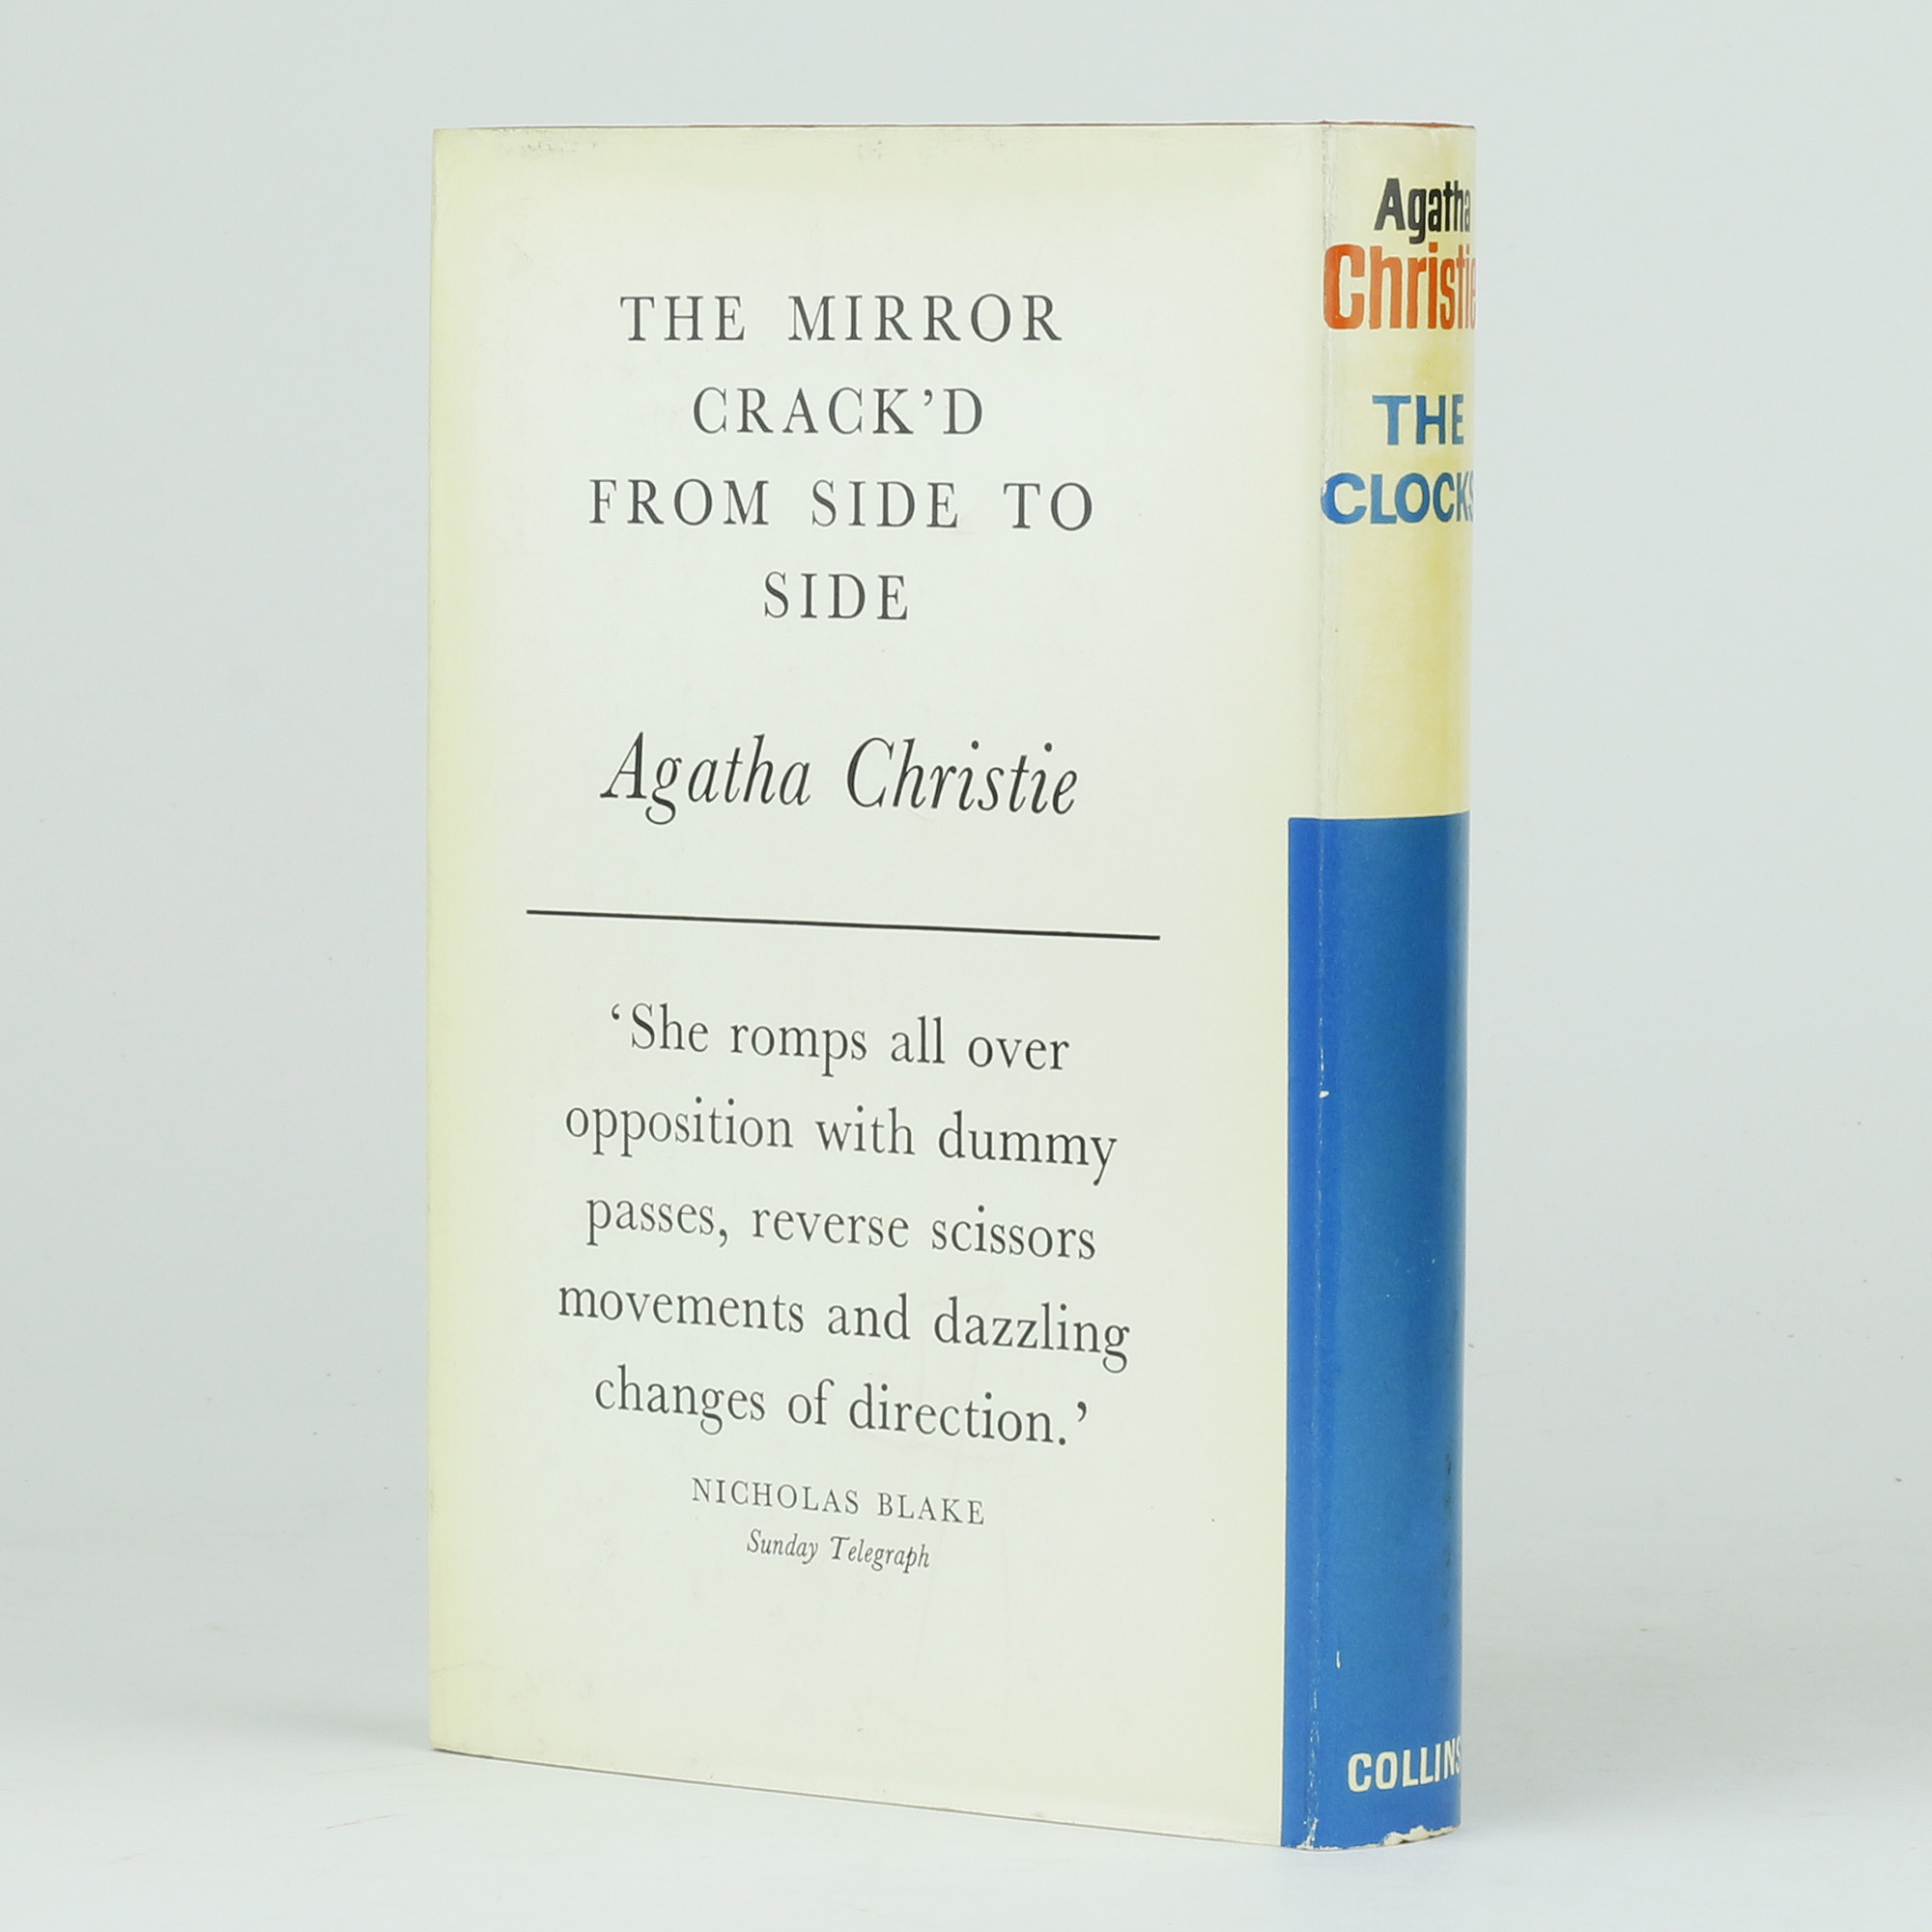 THE MIRROR
CRACK’D
FROM SIDE TO
SIDE
Agatha Christie
‘She romps all over
opposition with dummy
passes, reverse scissors
movements and dazzling
changes of direction.’
NICHOLAS BLAKE
Sunday Telegraph
Agatha
Christie
THE
CLOCKS
COLLINS